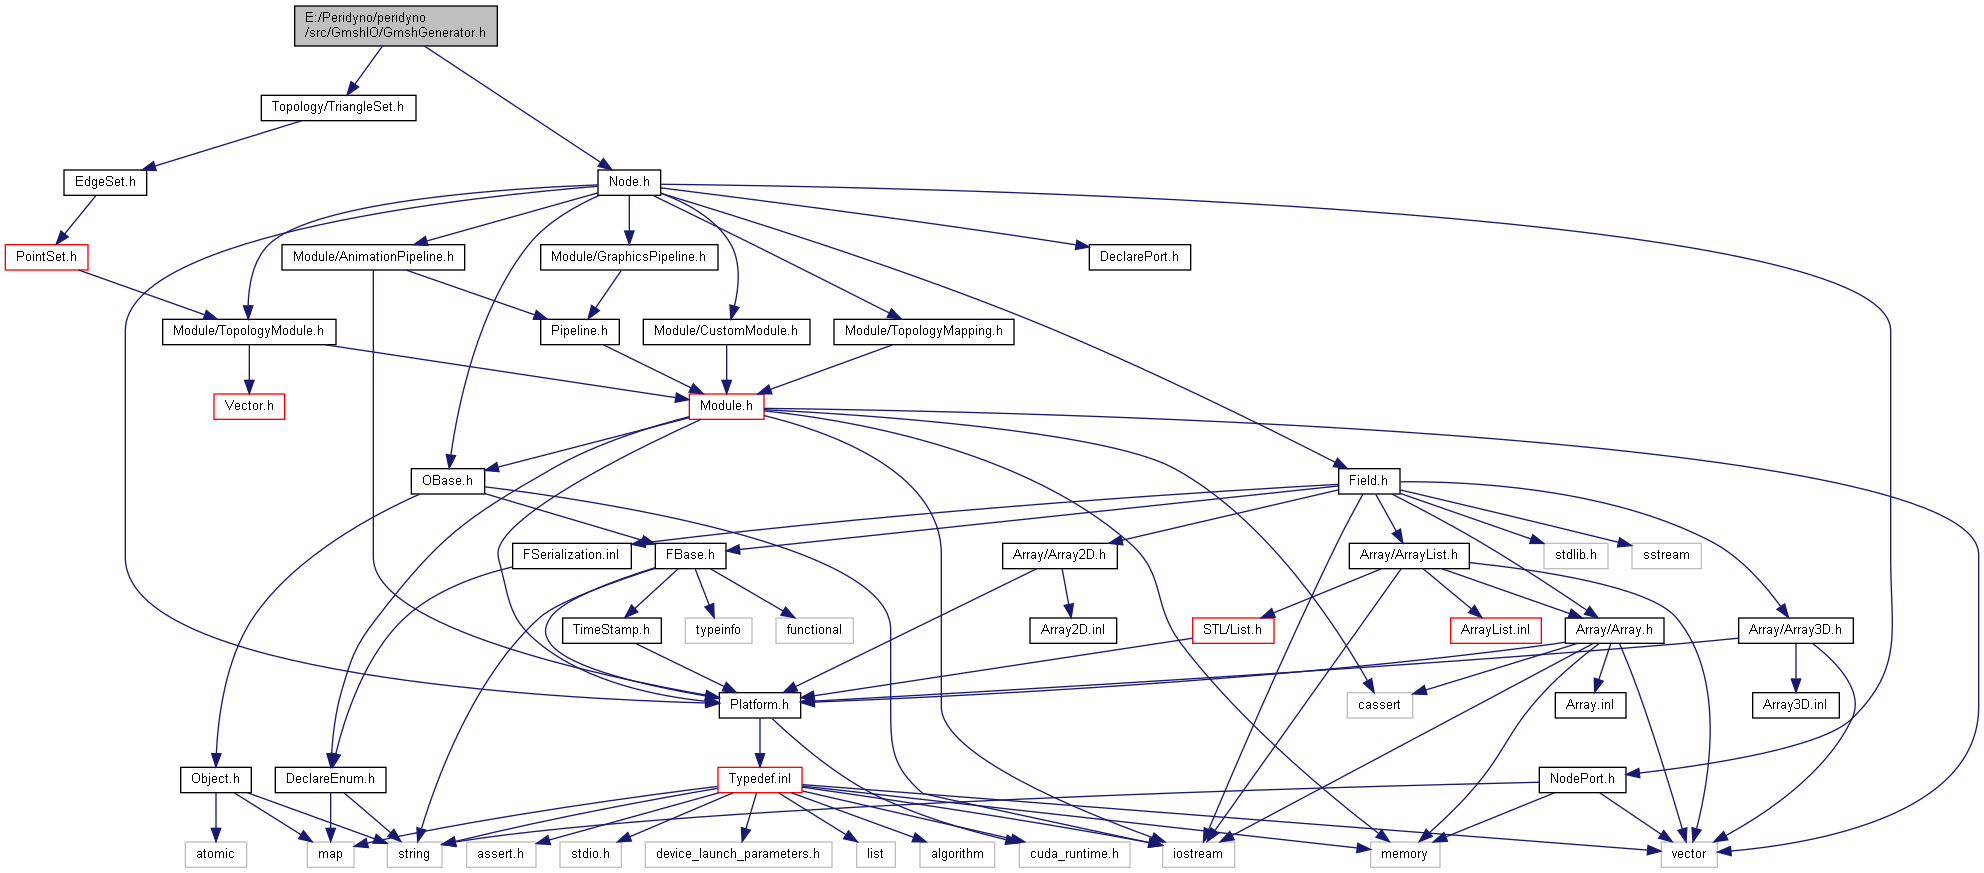 E:/Peridyno/peridyno
/src/GmshIO/GmshGenerator.h
Topology/TriangleSet.h
EdgeSet.h
Node.h
PointSet.h
Module/AnimationPipeline.h
Module/GraphicsPipeline.h
DeclarePort.h
Module/TopologyModule.h
Pipeline.h
Module/CustomModule.h
Module/TopologyMapping.h
Vector.h
Module.h
OBase.h
Field.h
FSerialization.inl
FBase.h
Array/Array2D.h
Array/ArrayList.h
stdlib.h
sstream
TimeStamp.h
typeinfo
functional
Array2D.inl
STL/List.h
ArrayList.inl
Array/Array.h
Array/Array3D.h
Platform.h
cassert
Array.inl
Array3D.inl
Object.h
DeclareEnum.h
Typedef.inl
NodePort.h
atomic
map
string
assert.h
stdio.h
device_launch_parameters.h
list
algorithm
cuda_runtime.h
iostream
memory
vector